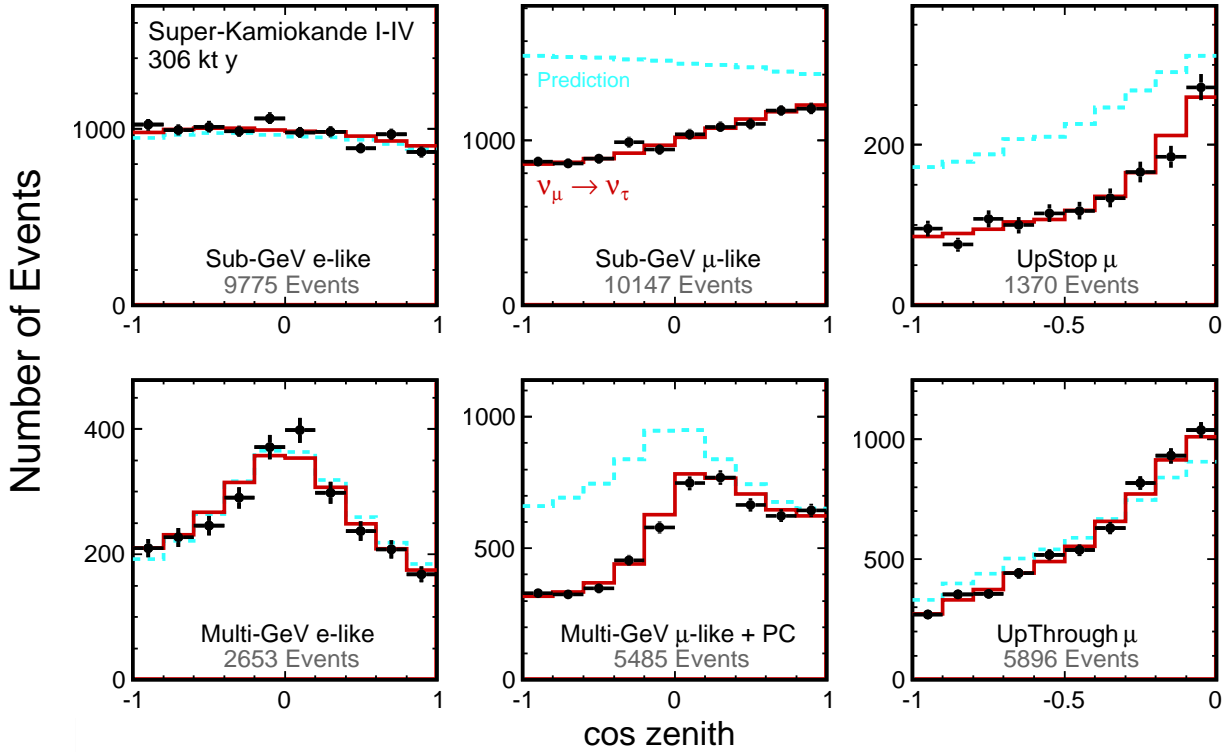 Number of Events
Super-Kamiokande I-IV
306 kt y
1000
0
Sub-GeV e-like
9775 Events
-1 0 1
Prediction
1000
0
νμ → ντ
Sub-GeV μ-like
10147 Events
-1 0 1
200
0
UpStop μ
1370 Events
-1 -0.5 0
400
200
0
Multi-GeV e-like
2653 Events
-1 0 1
1000
500
0
Multi-GeV μ-like + PC
5485 Events
-1 0 1
1000
500
0
UpThrough μ
5896 Events
-1 -0.5 0
cos zenith